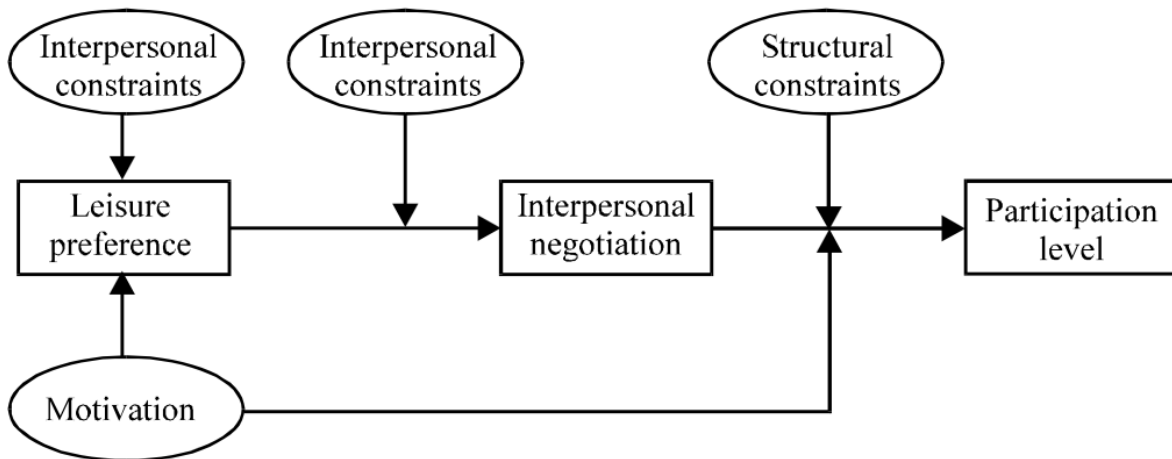 Interpersonal
constraints
Interpersonal
constraints
Structural
constraints
Leisure
preference
Interpersonal
negotiation
Participation
level
Motivation